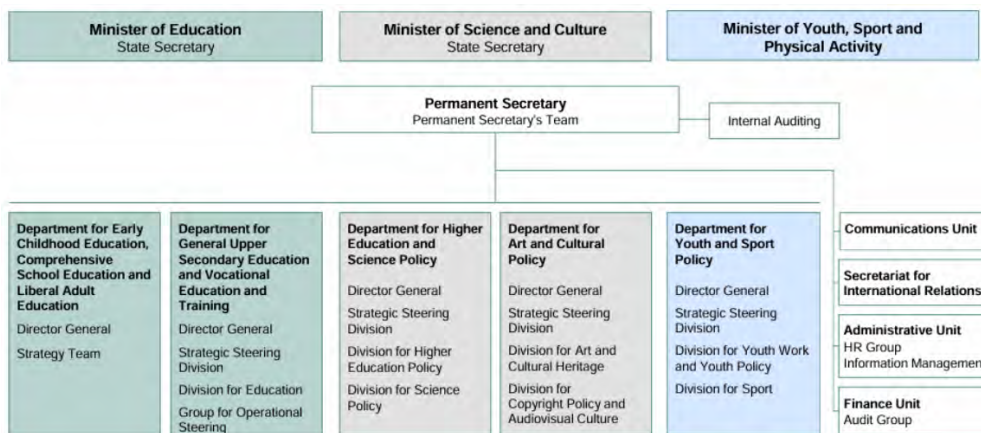 Minister of Education
State Secretary
Minister of Science and Culture
State Secretary
Minister of Youth, Sport and
Physical Activity
Permanent Secretary
Permanent Secretary's Team
Internal Auditing
Department for Early
Childhood Education,
Comprehensive
School Education and
Liberal Adult
Education
Director General
Strategy Team
Department for
General Upper
Secondary Education
and Vocational
Education and
Training
Director General
Strategic Steering
Division
Division for Education
Group for Operational
Steering
Department for Higher
Education and
Science Policy
Director General
Strategic Steering
Division
Division for Higher
Education Policy
Division for Science
Policy
Department for
Art and Cultural
Policy
Director General
Strategic Steering
Division
Division for Art and
Cultural Heritage
Division for
Copyright Policy and
Audiovisual Culture
Department for
Youth and Sport
Policy
Director General
Strategic Steering
Division
Division for Youth Work
and Youth Policy
Division for Sport
Communications Unit
Secretariat for
International Relations
Administrative Unit
HR Group
Information Management
Finance Unit
Audit Group